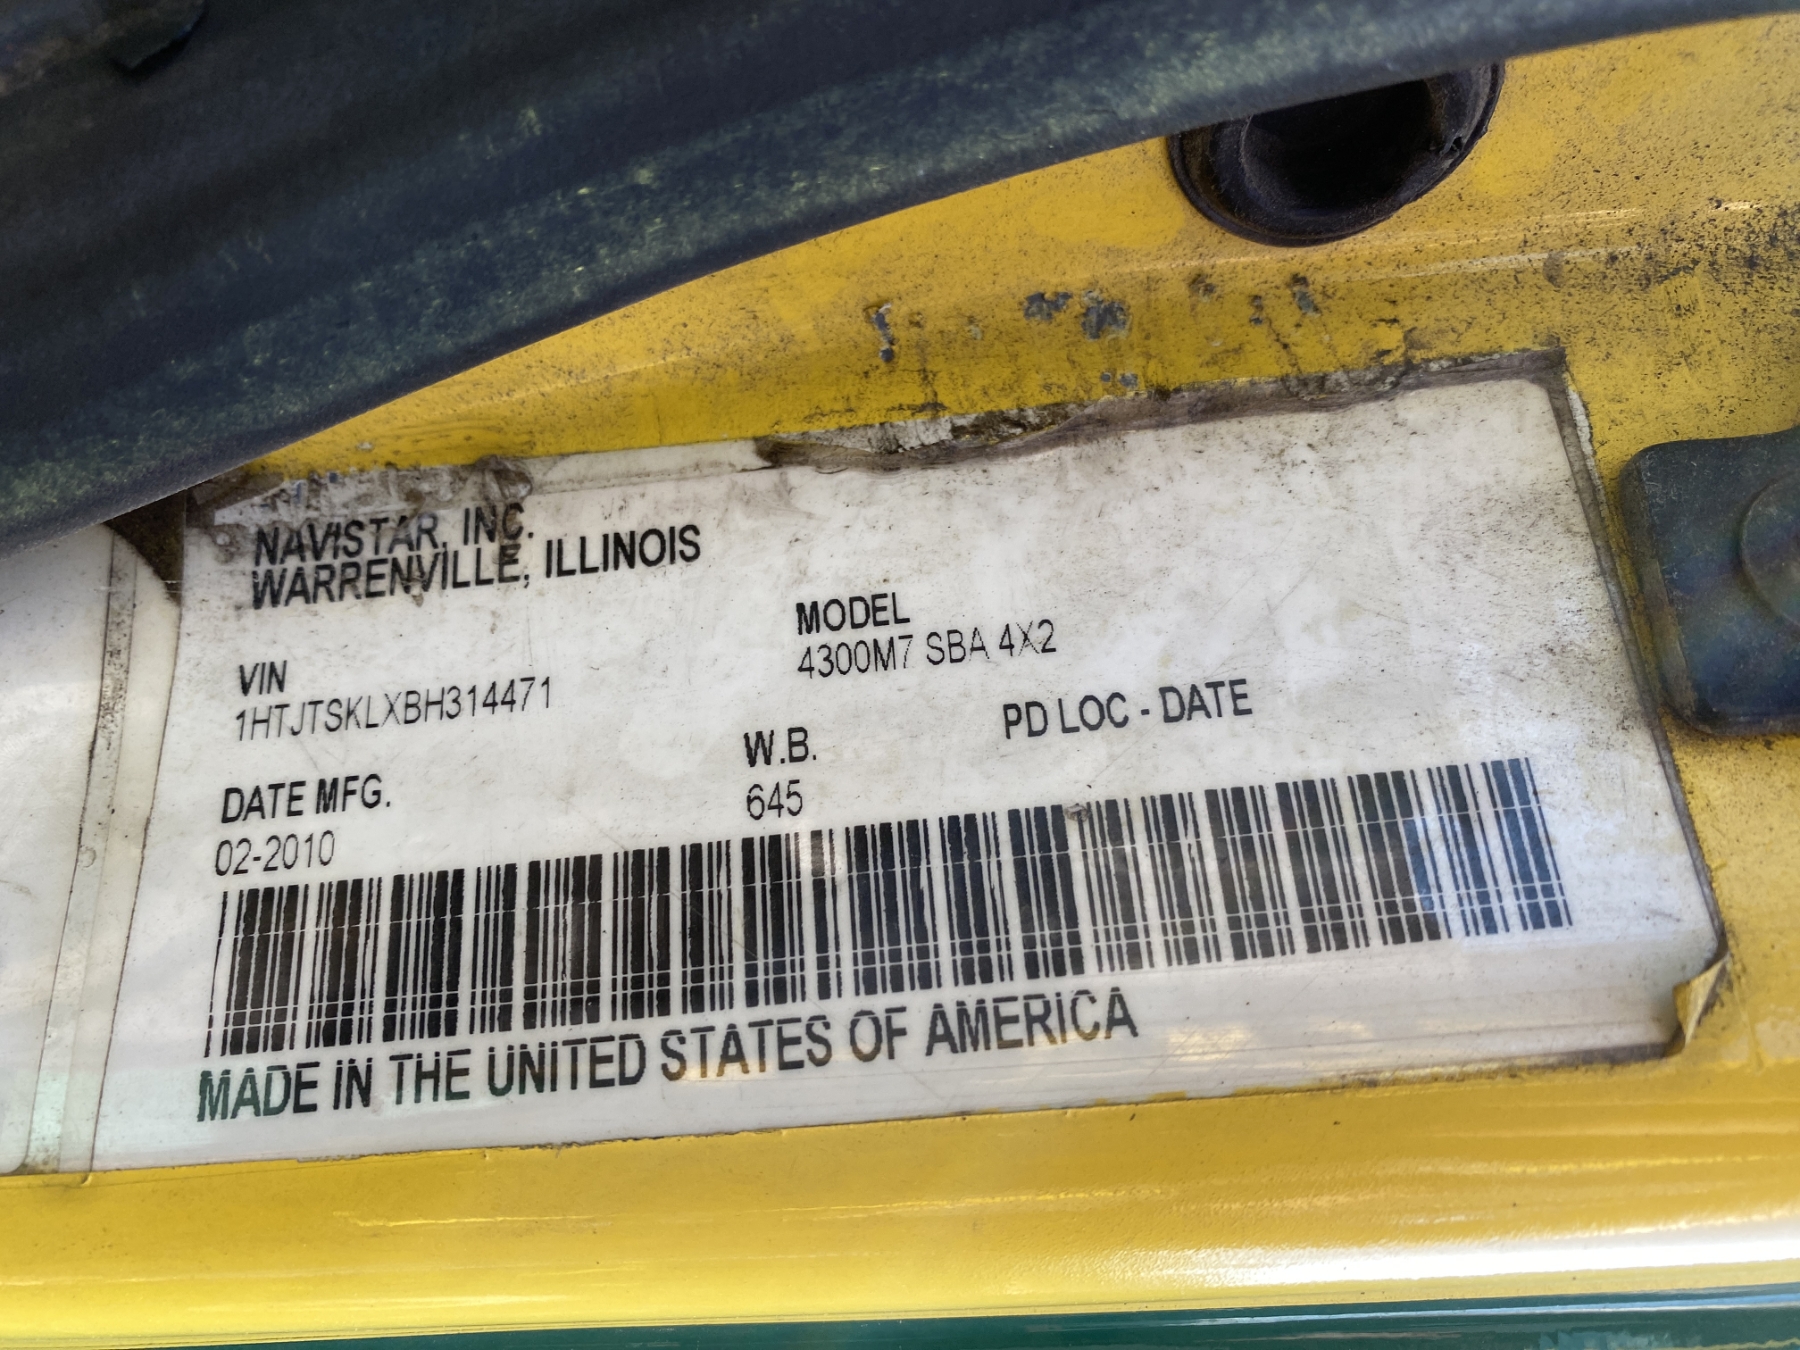 NAVISTAR, INC.
WARRENVILLE, ILLINOIS
MODEL
4300M7 SBA 4X2
VIN
1HTJTSKLXBH314471
PD LOC - DATE
W.B.
645
DATE MFG.
02-2010
MADE IN THE UNITED STATES OF AMERICA